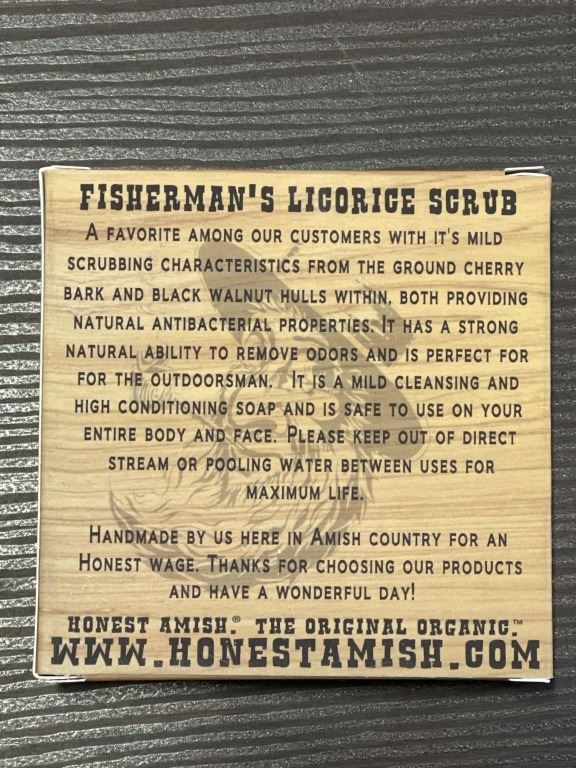 FISHERMAN'S LICORICE SCRUB
A FAVORITE AMONG OUR CUSTOMERS WITH IT'S MILD
SCRUBBING CHARACTERISTICS FROM THE GROUND CHERRY
BARK AND BLACK WALNUT HULLS WITHIN, BOTH PROVIDING
NATURAL ANTIBACTERIAL PROPERTIES. IT HAS A STRONG
NATURAL ABILITY TO REMOVE ODORS AND IS PERFECT FOR
FOR THE OUTDOORSMAN. IT IS A MILD CLEANSING AND
HIGH CONDITIONING SOAP AND IS SAFE TO USE ON YOUR
ENTIRE BODY AND FACE. PLEASE KEEP OUT OF DIRECT
STREAM OR POOLING WATER BETWEEN USES FOR
MAXIMUM LIFE.
HANDMADE BY US HERE IN AMISH COUNTRY FOR AN
HONEST WAGE. THANKS FOR CHOOSING OUR PRODUCTS
AND HAVE A WONDERFUL DAY!
HONEST AMISH.® THE ORIGINAL ORGANIC.™
WWW.HONESTAMISH.COM